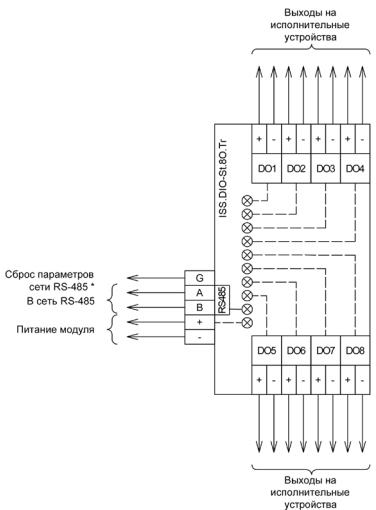 Выходы на
исполнительные
устройства
+ - + - + - + -
DO1 DO2 DO3 DO4
ISS.DIO-St.8O.Tr
Сброс параметров
сети RS-485 *
В сеть RS-485
Питание модуля
G
A
B
+
-
RS485
DO5 DO6 DO7 DO8
+ - + - + - + -
Выходы на
исполнительные
устройства